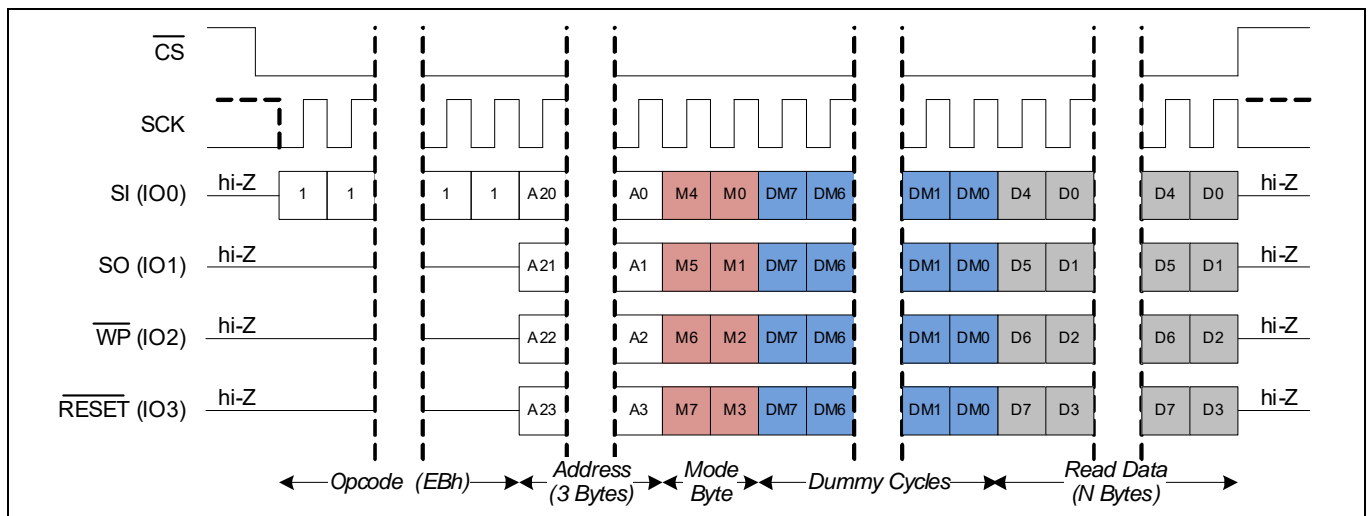 CS
SCK
SI (IO0) hi-Z 1 1 1 1 A20 A0 M4 M0 DM7 DM6 DM1 DM0 D4 D0 D4 D0 hi-Z
SO (IO1) hi-Z A21 A1 M5 M1 DM7 DM6 DM1 DM0 D5 D1 D5 D1 hi-Z
WP (IO2) hi-Z A22 A2 M6 M2 DM7 DM6 DM1 DM0 D6 D2 D6 D2 hi-Z
RESET (IO3) hi-Z A23 A3 M7 M3 DM7 DM6 DM1 DM0 D7 D3 D7 D3 hi-Z
Opcode (EBh)
Address
(3 Bytes)
Mode
Byte
Dummy Cycles
Read Data
(N Bytes)